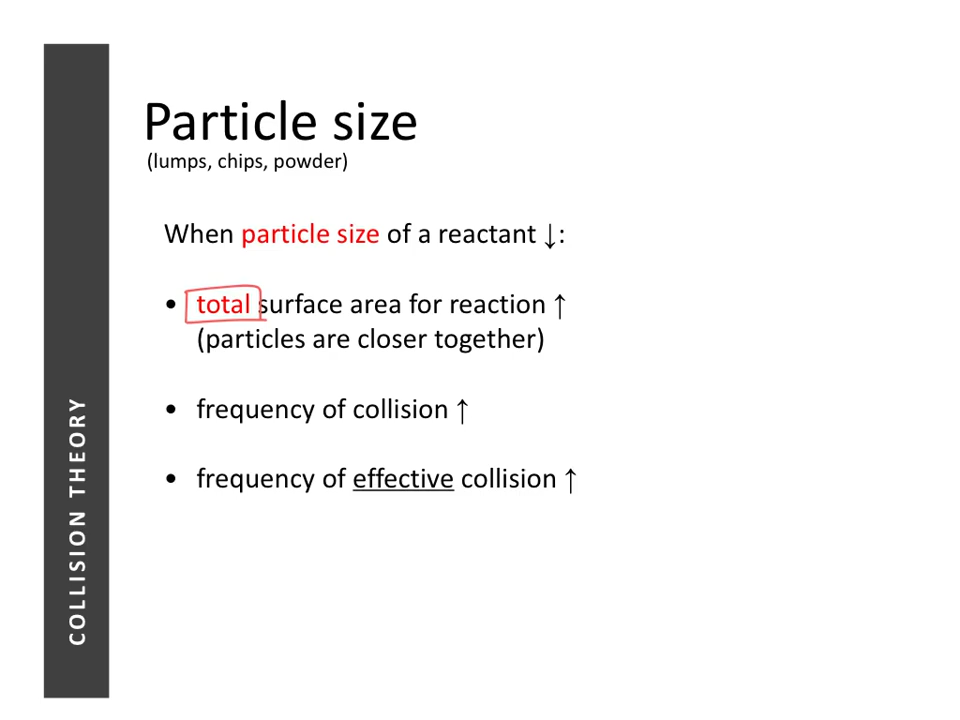 Particle size
(lumps, chips, powder)
When particle size of a reactant ↓:
• total surface area for reaction ↑
(particles are closer together)
• frequency of collision ↑
• frequency of effective collision ↑
COLLISION THEORY